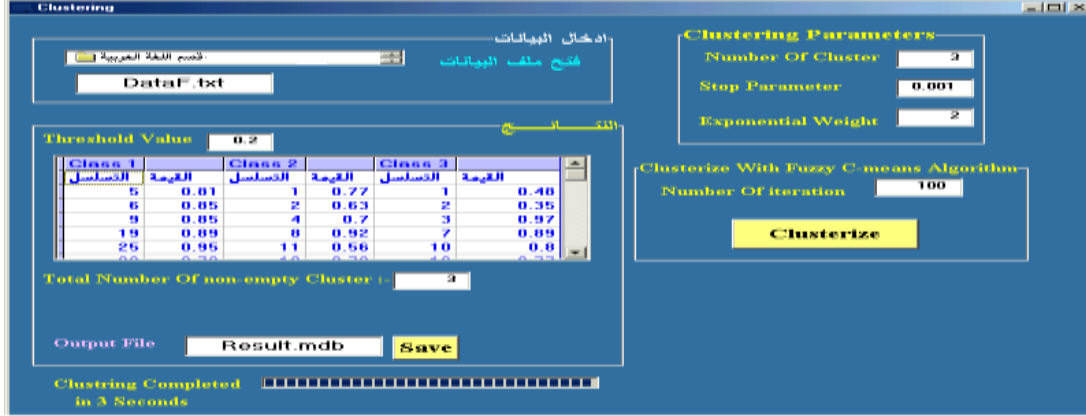 Clustering
ادخال البيانات
قسم اللغة العربية
فتح ملف البيانات
DataF.txt
Clustering Parameters
Number Of Cluster 3
Stop Parameter 0.001
Exponential Weight 2
النتـــائـــج
Threshold Value 0.2
Class 1 Class 2 Class 3
التسلسل القيمة التسلسل القيمة التسلسل القيمة
5 0.81 1 0.77 1 0.48
6 0.85 2 0.63 2 0.35
9 0.85 4 0.7 3 0.97
19 0.89 8 0.92 7 0.89
25 0.95 11 0.56 10 0.8
Total Number Of non-empty Cluster :- 3
Output File Result.mdb Save
Clustring Completed
in 3 Seconds
Clusterize With Fuzzy C-means Algorithm
Number Of iteration 100
Clusterize